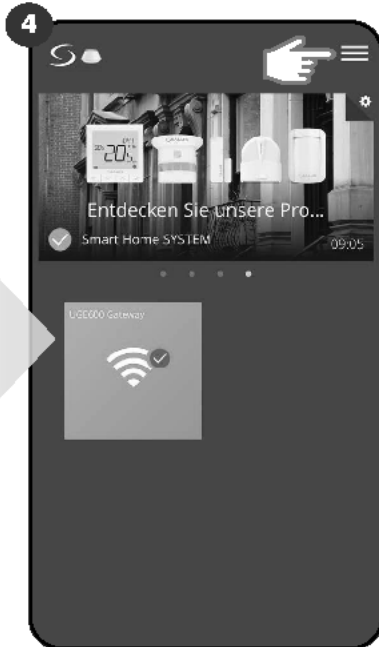 4
Entdecken Sie unsere Pro...
Smart Home SYSTEM
09:05
UGE600 Gateway